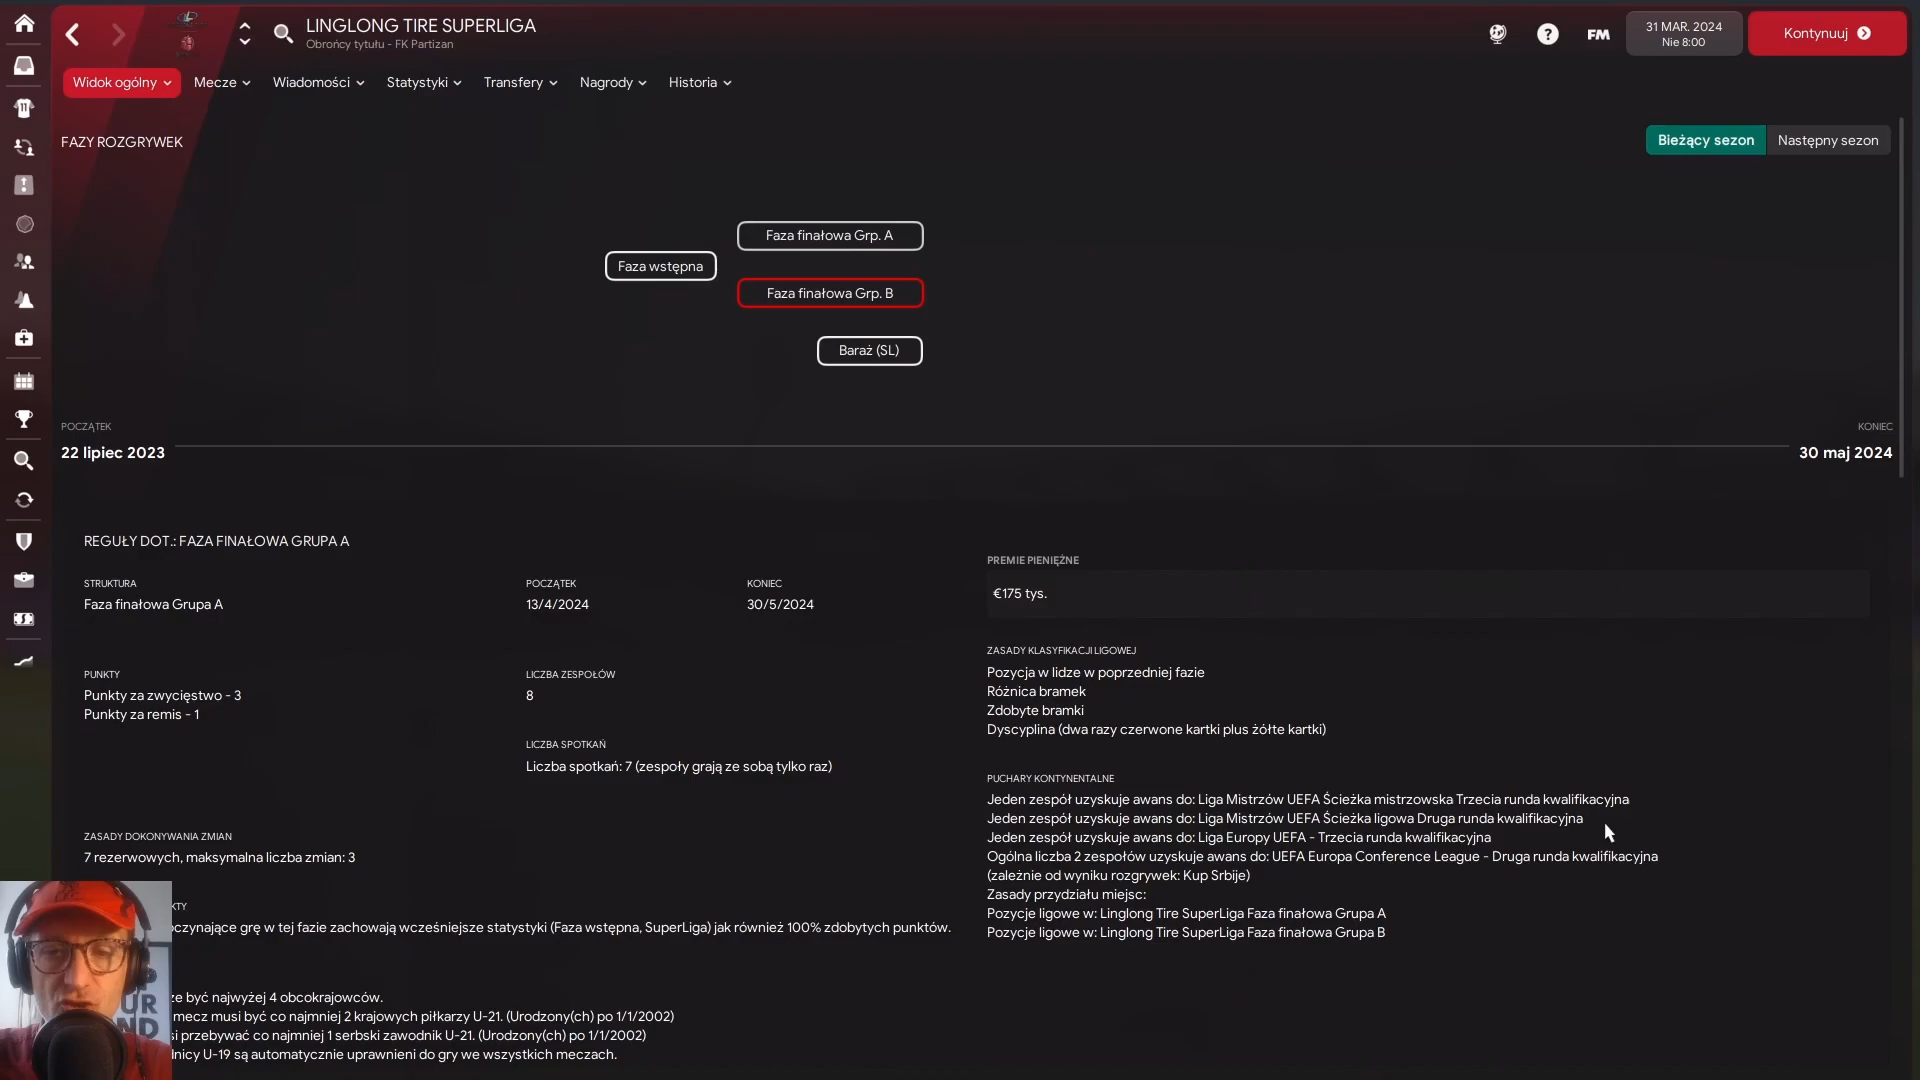 LINGLONG TIRE SUPERLIGA
Obrońcy tytułu - FK Partizan
FM
31 MAR. 2024
Nie 8:00
Kontynuuj
Widok ogólny
Mecze
Wiadomości
Statystyki
Transfery
Nagrody
Historia
FAZY ROZGRYWEK
Bieżący sezon
Następny sezon
Faza finałowa Grp. A
Faza wstępna
Faza finałowa Grp. B
Baraż (SL)
POCZĄTEK
KONIEC
22 lipiec 2023
30 maj 2024
REGUŁY DOT.: FAZA FINAŁOWA GRUPA A
STRUKTURA
Faza finałowa Grupa A
POCZĄTEK
13/4/2024
KONIEC
30/5/2024
PUNKTY
Punkty za zwycięstwo - 3
Punkty za remis - 1
LICZBA ZESPOŁÓW
8
LICZBA SPOTKAŃ
Liczba spotkań: 7 (zespoły grają ze sobą tylko raz)
ZASADY DOKONYWANIA ZMIAN
7 rezerwowych, maksymalna liczba zmian: 3
KTY
oczynające grę w tej fazie zachowają wcześniejsze statystyki (Faza wstępna, SuperLiga) jak również 100% zdobytych punktów.
ze być najwyżej 4 obcokrajowców.
mecz musi być co najmniej 2 krajowych piłkarzy U-21. (Urodzony(ch) po 1/1/2002)
si przebywać co najmniej 1 serbski zawodnik U-21. (Urodzony(ch) po 1/1/2002)
dnicy U-19 są automatycznie uprawnieni do gry we wszystkich meczach.
PREMIE PIENIĘŻNE
€175 tys.
ZASADY KLASYFIKACJI LIGOWEJ
Pozycja w lidze w poprzedniej fazie
Różnica bramek
Zdobyte bramki
Dyscyplina (dwa razy czerwone kartki plus żółte kartki)
PUCHARY KONTYNENTALNE
Jeden zespół uzyskuje awans do: Liga Mistrzów UEFA Ścieżka mistrzowska Trzecia runda kwalifikacyjna
Jeden zespół uzyskuje awans do: Liga Mistrzów UEFA Ścieżka ligowa Druga runda kwalifikacyjna
Jeden zespół uzyskuje awans do: Liga Europy UEFA - Trzecia runda kwalifikacyjna
Ogólna liczba 2 zespołów uzyskuje awans do: UEFA Europa Conference League - Druga runda kwalifikacyjna
(zależnie od wyniku rozgrywek: Kup Srbije)
Zasady przydziału miejsc:
Pozycje ligowe w: Linglong Tire SuperLiga Faza finałowa Grupa A
Pozycje ligowe w: Linglong Tire SuperLiga Faza finałowa Grupa B